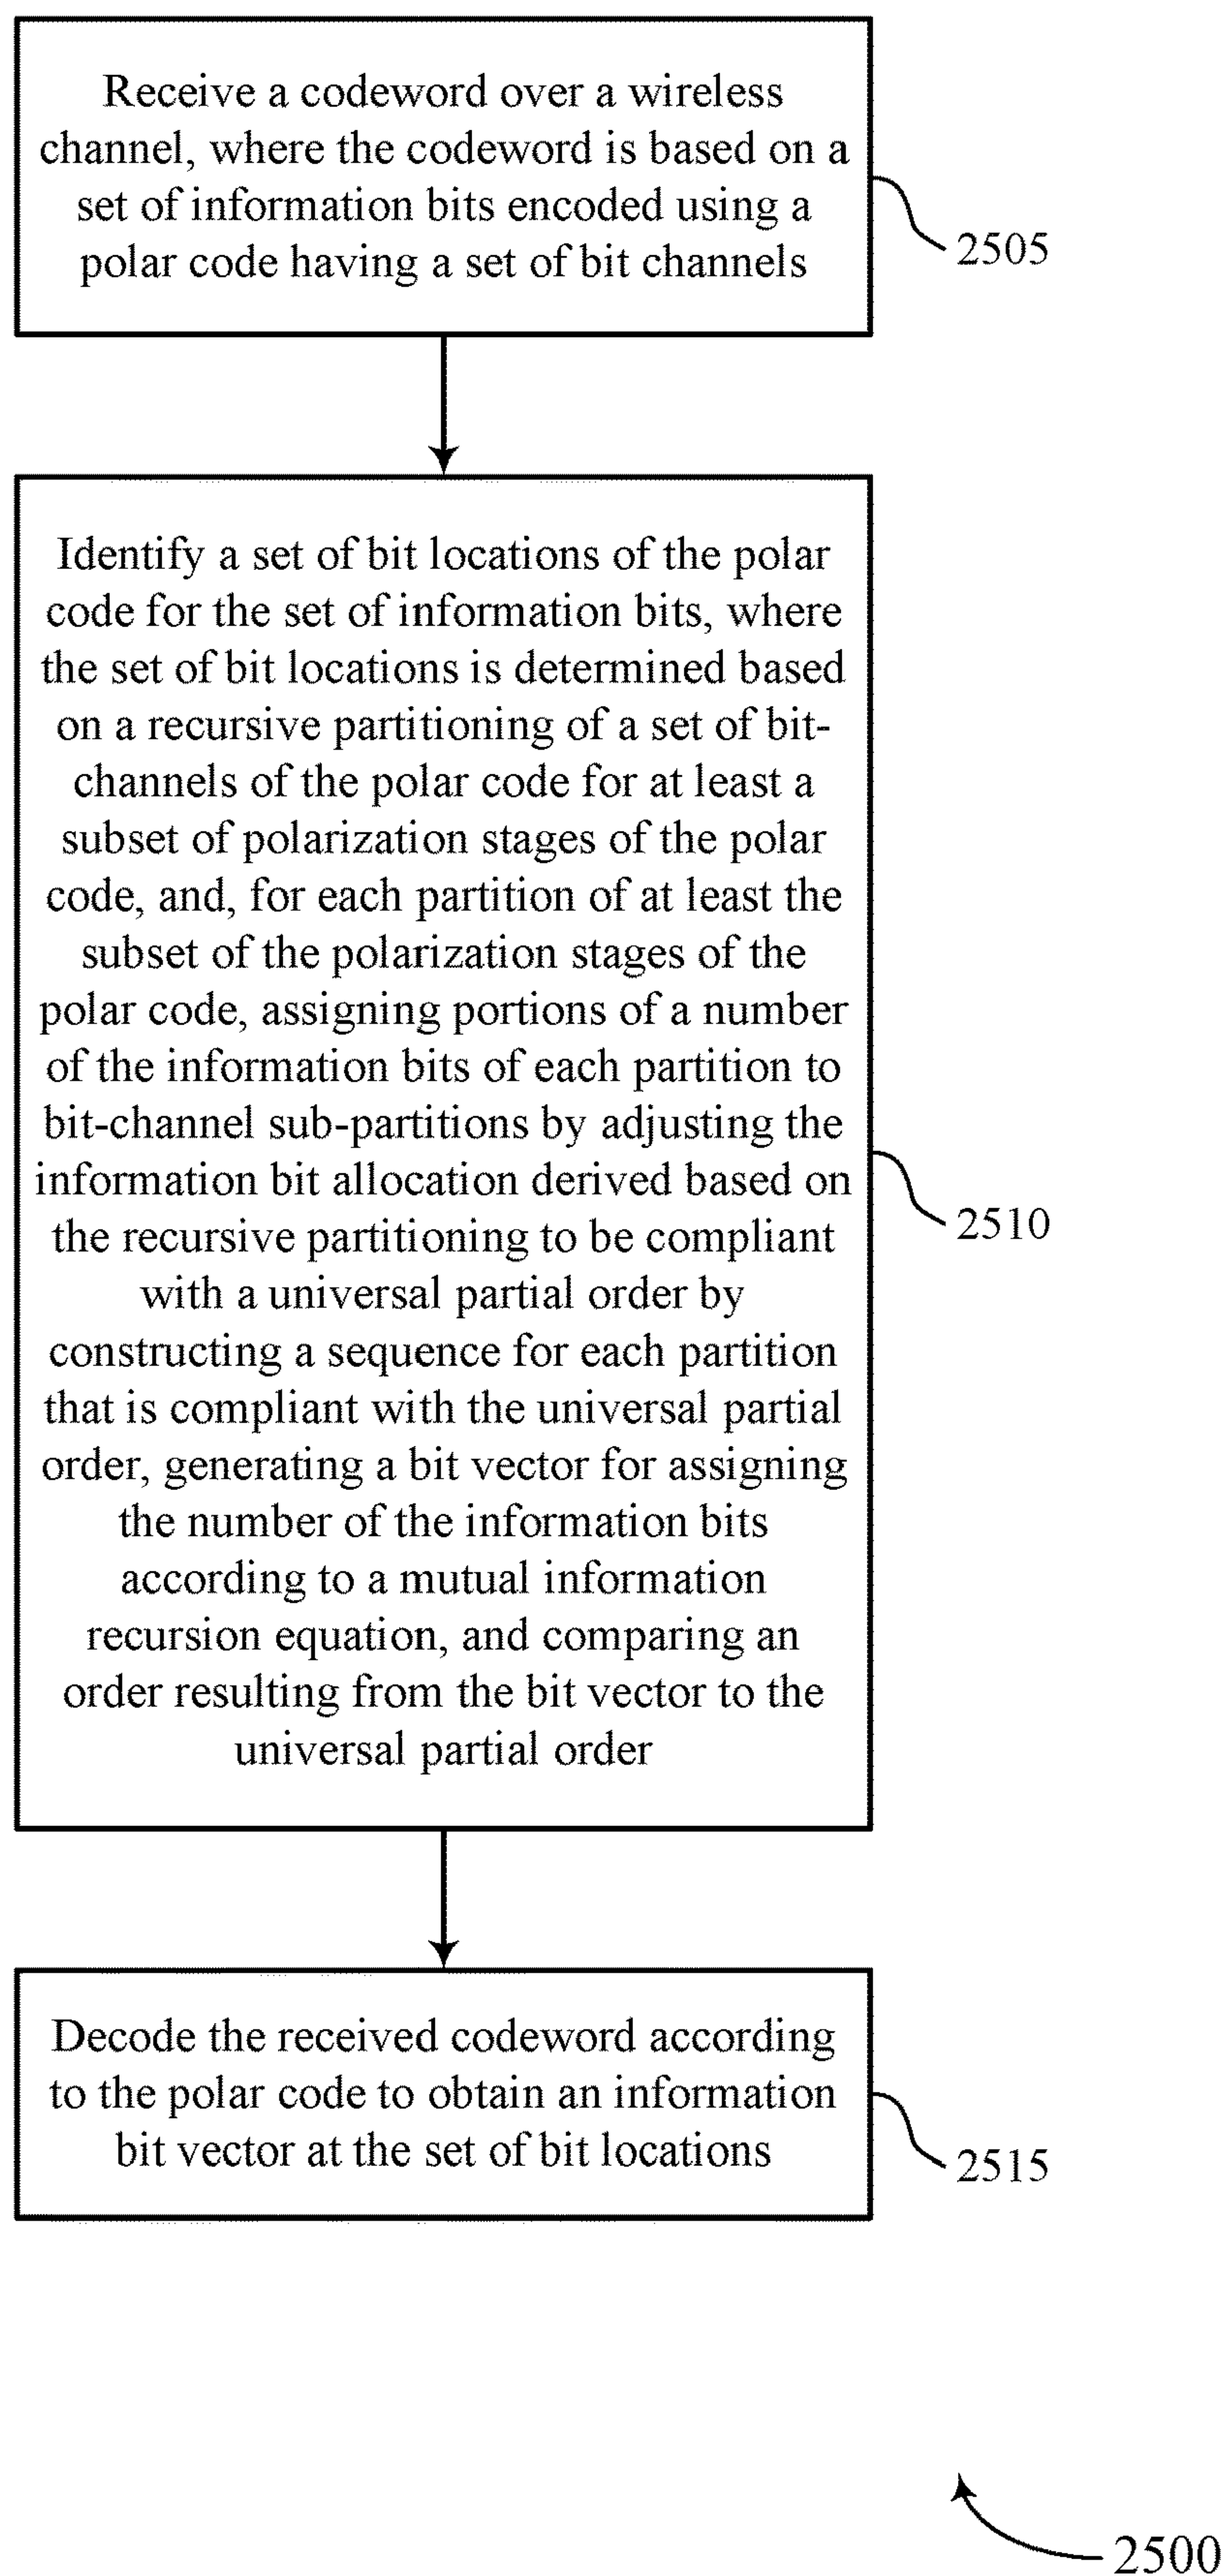 Receive a codeword over a wireless
channel, where the codeword is based on a
set of information bits encoded using a
polar code having a set of bit channels
2505
Identify a set of bit locations of the polar
code for the set of information bits, where
the set of bit locations is determined based
on a recursive partitioning of a set of bit-
channels of the polar code for at least a
subset of polarization stages of the polar
code, and, for each partition of at least the
subset of the polarization stages of the
polar code, assigning portions of a number
of the information bits of each partition to
bit-channel sub-partitions by adjusting the
information bit allocation derived based on
the recursive partitioning to be compliant
with a universal partial order by
constructing a sequence for each partition
that is compliant with the universal partial
order, generating a bit vector for assigning
the number of the information bits
according to a mutual information
recursion equation, and comparing an
order resulting from the bit vector to the
universal partial order
2510
Decode the received codeword according
to the polar code to obtain an information
bit vector at the set of bit locations
2515
2500